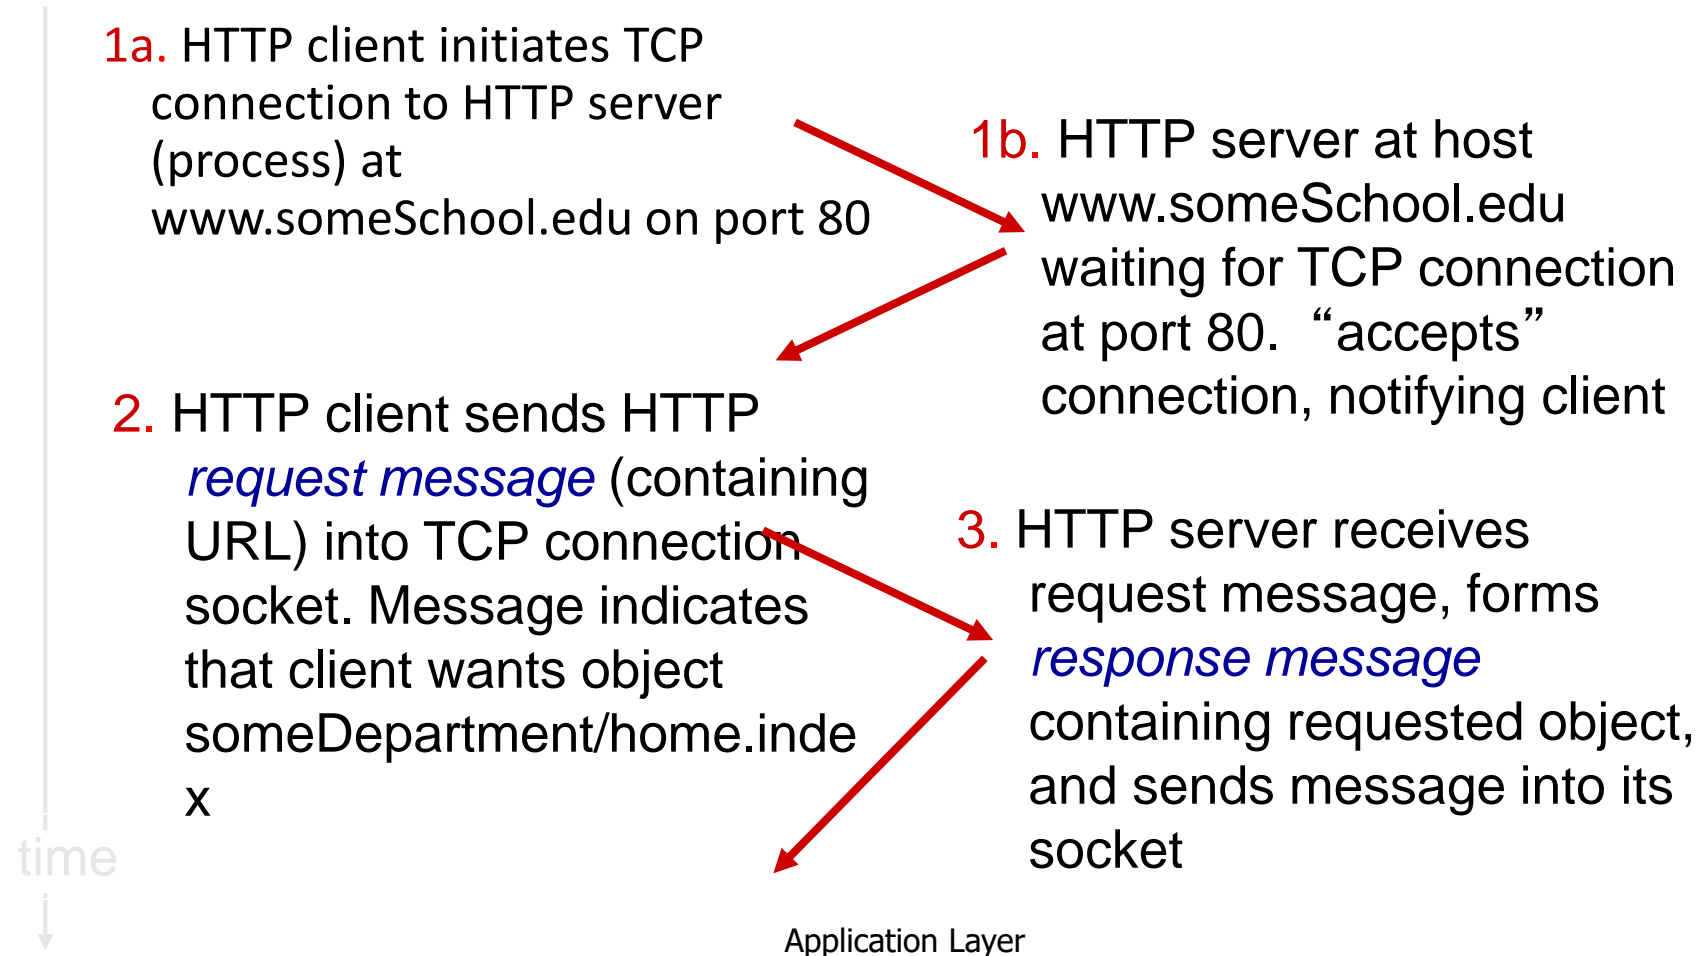 1a. HTTP client initiates TCP
connection to HTTP server
(process) at
www.someSchool.edu on port 80
1b. HTTP server at host
www.someSchool.edu
waiting for TCP connection
at port 80. “accepts”
connection, notifying client
2. HTTP client sends HTTP
request message (containing
URL) into TCP connection
socket. Message indicates
that client wants object
someDepartment/home.inde
x
3. HTTP server receives
request message, forms
response message
containing requested object,
and sends message into its
socket
time
Application Layer